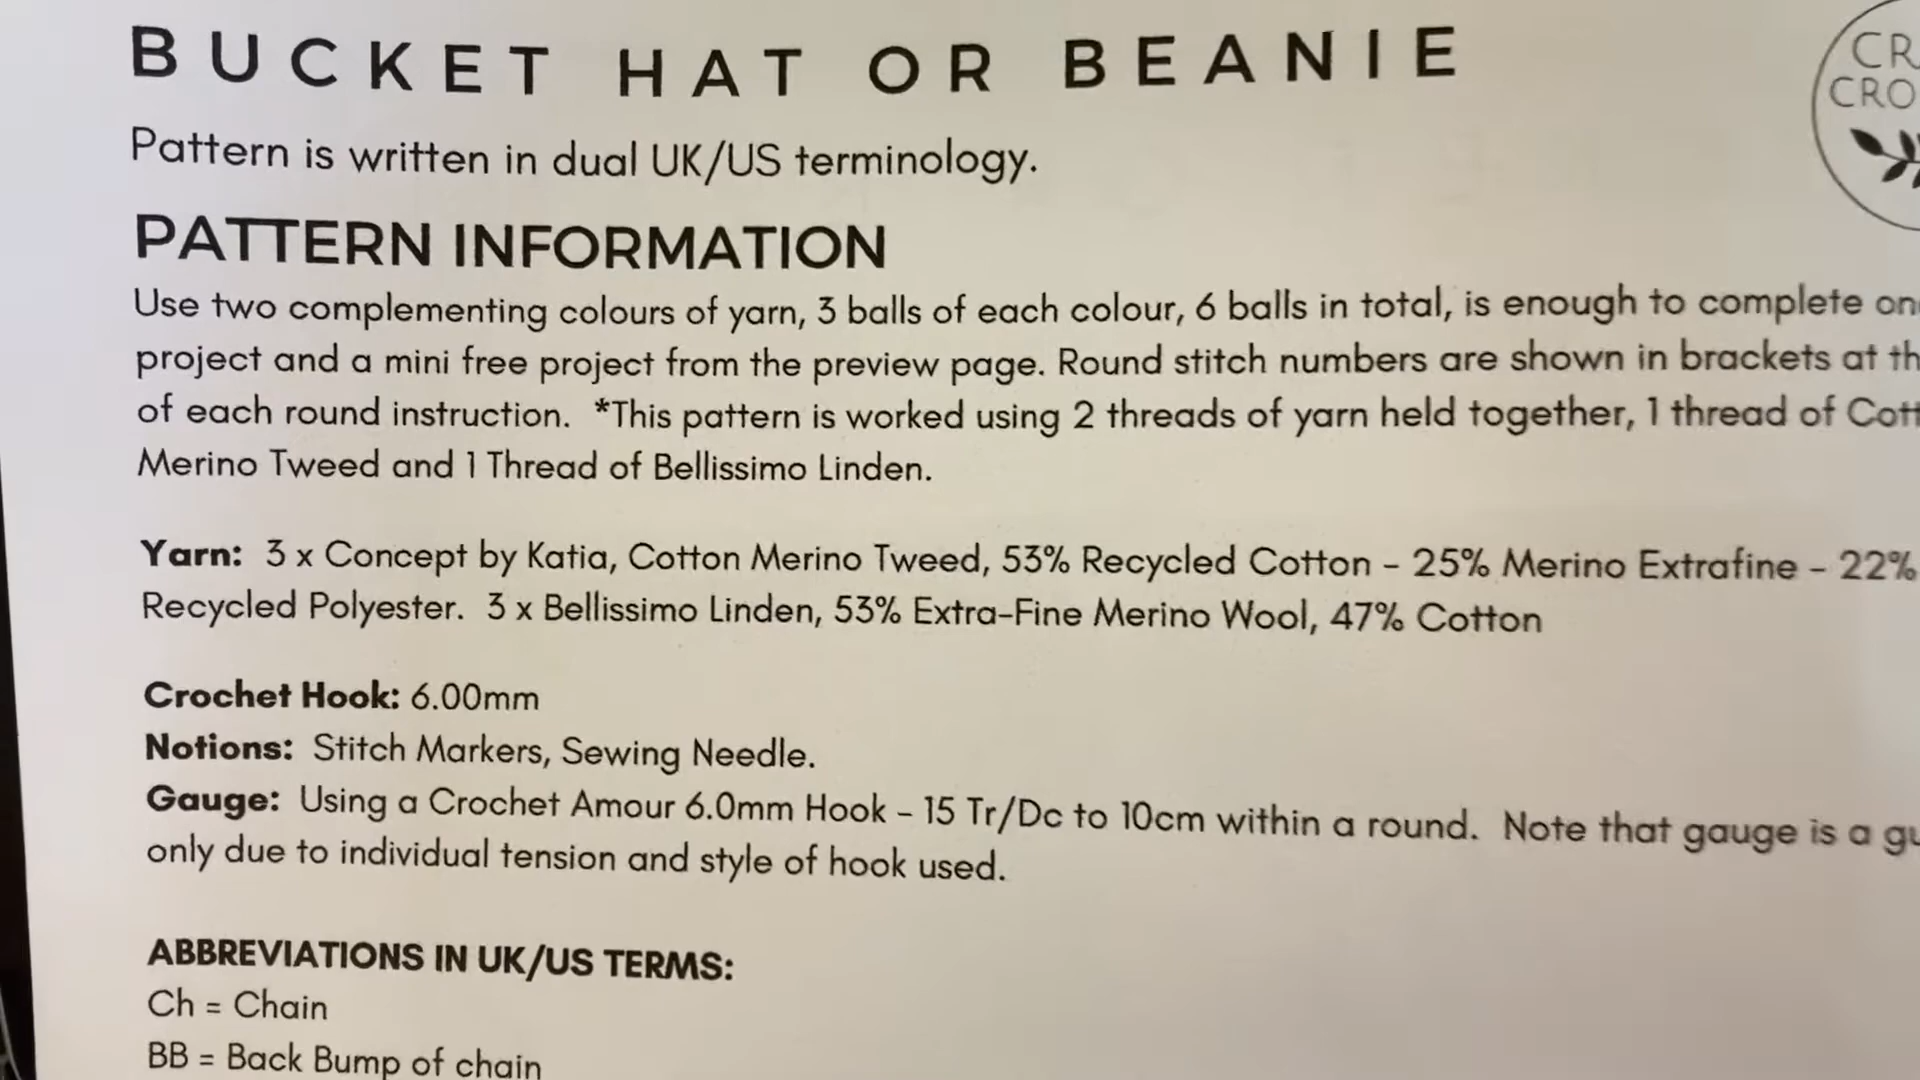 BUCKET HAT OR BEANIE
Pattern is written in dual UK/US terminology.
PATTERN INFORMATION
Use two complementing colours of yarn, 3 balls of each colour, 6 balls in total, is enough to complete
project and a mini free project from the preview page. Round stitch numbers are shown in brackets at
of each round instruction. *This pattern is worked using 2 threads of yarn held together, 1 thread of
Merino Tweed and 1 Thread of Bellissimo Linden.
Yarn: 3 x Concept by Katia, Cotton Merino Tweed, 53% Recycled Cotton - 25% Merino Extrafine - 22%
Recycled Polyester. 3 x Bellissimo Linden, 53% Extra-Fine Merino Wool, 47% Cotton
Crochet Hook: 6.00mm
Notions: Stitch Markers, Sewing Needle.
Gauge: Using a Crochet Amour 6.0mm Hook - 15 Tr/Dc to 10cm within a round. Note that gauge is a
only due to individual tension and style of hook used.
ABBREVIATIONS IN UK/US TERMS:
Ch = Chain
BB = Back Bump of chain